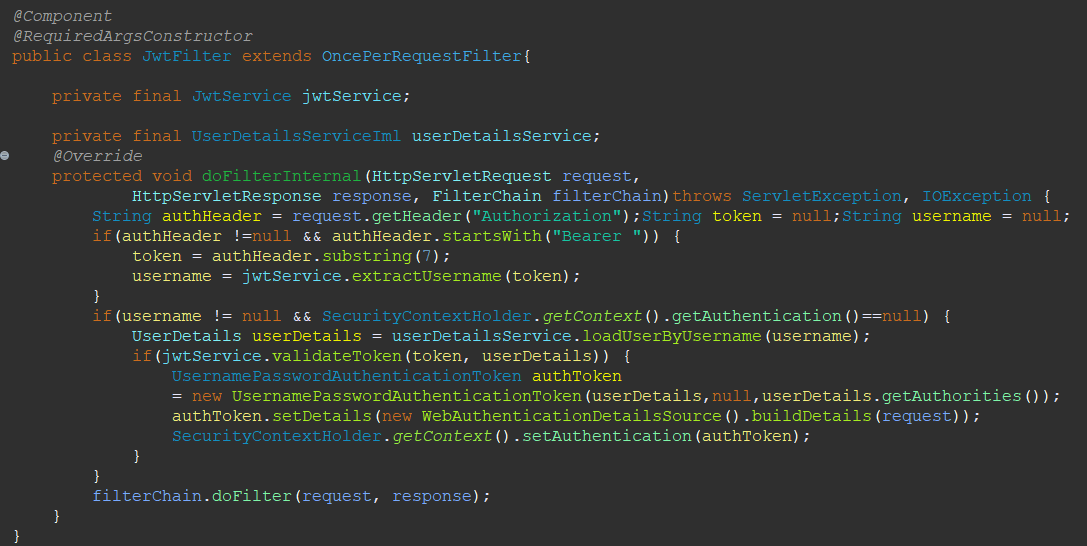 @Component
@RequiredArgsConstructor
public class JwtFilter extends OncePerRequestFilter{
private final JwtService jwtService;
private final UserDetailsServiceIml userDetailsService;
@Override
protected void doFilterInternal(HttpServletRequest request,
HttpServletResponse response, FilterChain filterChain)throws ServletException, IOException {
String authHeader = request.getHeader("Authorization");String token = null;String username = null;
if(authHeader !=null && authHeader.startsWith("Bearer ")) {
token = authHeader.substring(7);
username = jwtService.extractUsername(token);
}
if(username != null && SecurityContextHolder.getContext().getAuthentication()==null) {
UserDetails userDetails = userDetailsService.loadUserByUsername(username);
if(jwtService.validateToken(token, userDetails)) {
UsernamePasswordAuthenticationToken authToken
= new UsernamePasswordAuthenticationToken(userDetails,null,userDetails.getAuthorities());
authToken.setDetails(new WebAuthenticationDetailsSource().buildDetails(request));
SecurityContextHolder.getContext().setAuthentication(authToken);
}
}
filterChain.doFilter(request, response);
}
}